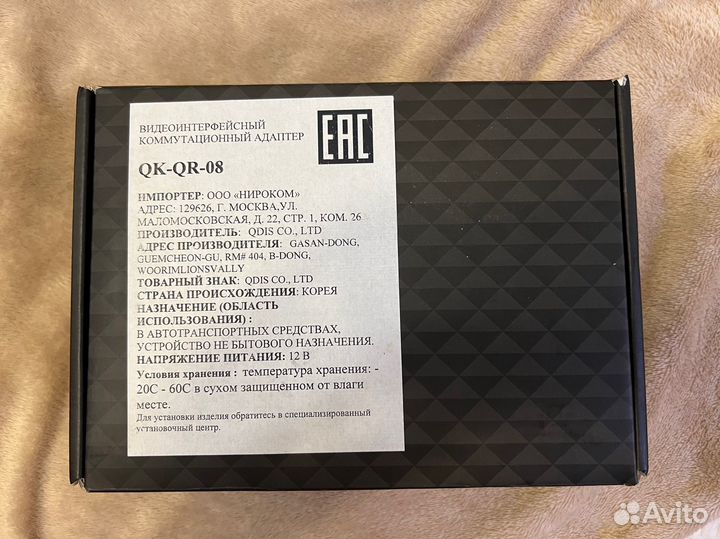 ВИДЕОИНТЕРФЕЙСНЫЙ
КОММУТАЦИОННЫЙ АДАПТЕР
EAC
QK-QR-08
ИМПОРТЕР: ООО «НИРОКОМ»
АДРЕС: 129626, Г. МОСКВА,УЛ.
МАЛОМОСКОВСКАЯ, Д. 22, СТР. 1, КОМ. 26
ПРОИЗВОДИТЕЛЬ: QDIS CO., LTD
АДРЕС ПРОИЗВОДИТЕЛЯ: GASAN-DONG,
GUEMCHEON-GU, RM# 404, B-DONG,
WOORIMLIONSVALLY
ТОВАРНЫЙ ЗНАК: QDIS CO., LTD
СТРАНА ПРОИСХОЖДЕНИЯ: КОРЕЯ
НАЗНАЧЕНИЕ (ОБЛАСТЬ
ИСПОЛЬЗОВАНИЯ) :
В АВТОТРАНСПОРТНЫХ СРЕДСТВАХ,
УСТРОЙСТВО НЕ БЫТОВОГО НАЗНАЧЕНИЯ.
НАПРЯЖЕНИЕ ПИТАНИЯ: 12 В
Условия хранения : температура хранения: -
20С - 60С в сухом защищенном от влаги
месте.
Для установки изделия обратитесь в специализированный
установочный центр.
Avito